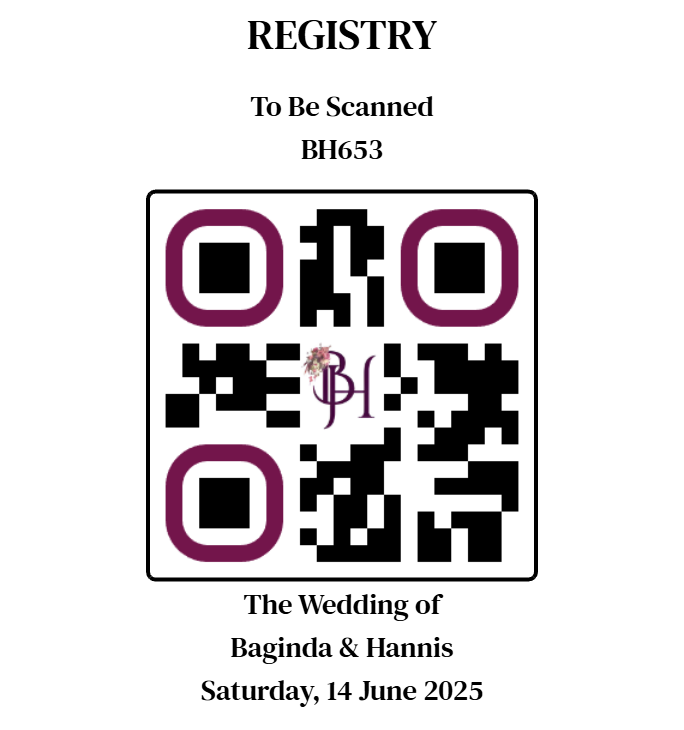 REGISTRY
To Be Scanned
BH653
BH
The Wedding of
Baginda & Hannis
Saturday, 14 June 2025